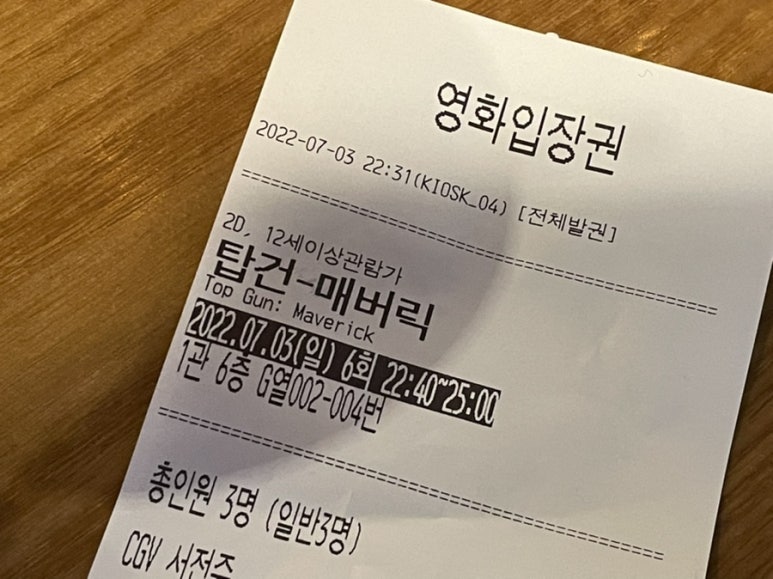 영화입장권
2022-07-03 22:31(KIOSK_04) [전체발권]
================================================
2D, 12세이상관람가
탑건-매버릭
Top Gun: Maverick
2022.07.03(일) 6회 22:40~25:00
1관 6층 G열002-004번
================================================
총인원 3명 (일반3명)
CGV 서전주